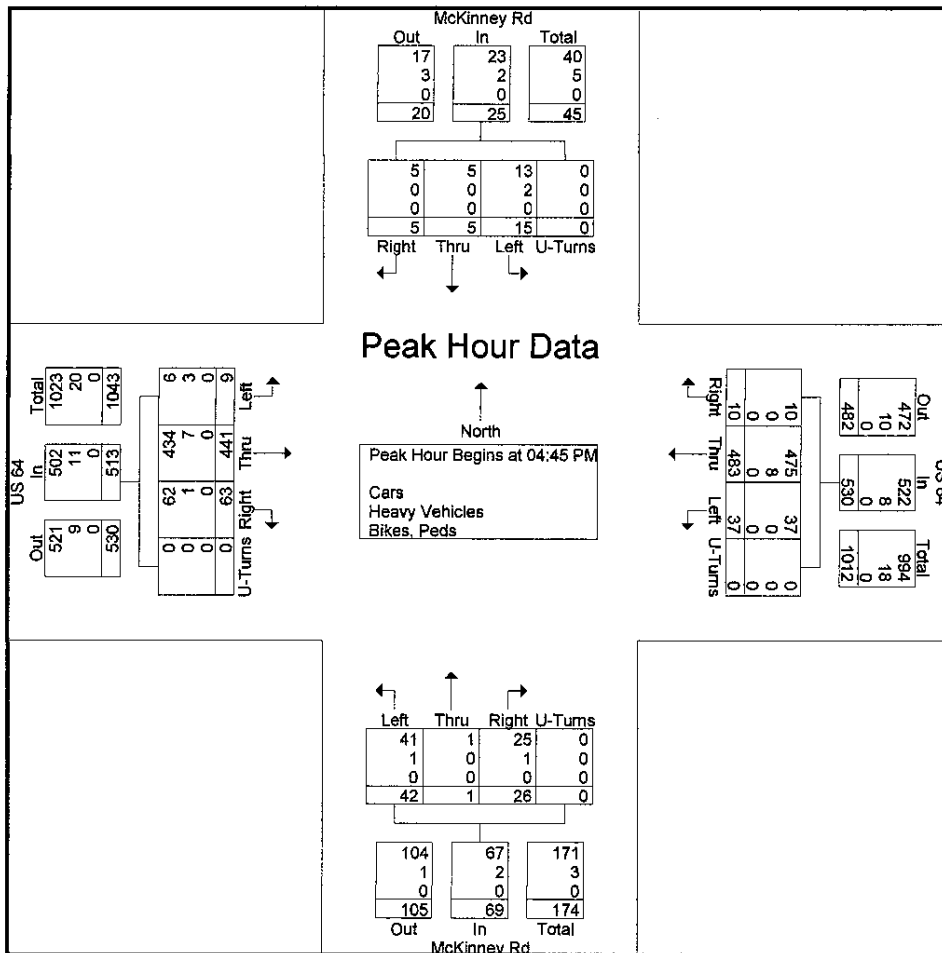 McKinney Rd
Out In Total
17 23 40
3 2 5
0 0 0
20 25 45
5 5 13 0
0 0 2 0
0 0 0 0
5 5 15 0
Right Thru Left U-Turns
Peak Hour Data
North
Peak Hour Begins at 04:45 PM
Cars
Heavy Vehicles
Bikes, Peds
US 64
Out In Total
521 502 1023
9 11 20
0 0 0
530 513 1043
0 62 434 6
0 1 7 3
0 0 0 0
0 63 441 9
U-Turns Right Thru Left
US 64
Out In Total
472 522 994
10 8 18
0 0 0
482 530 1012
10 475 37 0
0 8 0 0
0 0 0 0
10 483 37 0
Right Thru Left U-Turns
Left Thru Right U-Turns
41 1 25 0
1 0 1 0
0 0 0 0
42 1 26 0
104 67 171
1 2 3
0 0 0
105 69 174
Out In Total
McKinney Rd